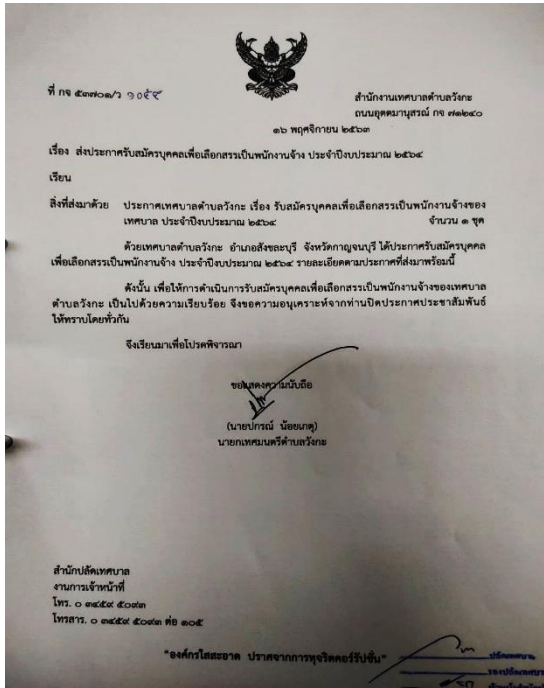 ที่ กจ ๕๓๗๐๑/ว ๑๐๕๔
สำนักงานเทศบาลตำบลวังกะ
ถนนอุตตมานุสรณ์ กจ ๗๑๒๔๐
๑๖ พฤศจิกายน ๒๕๖๓
เรื่อง ส่งประกาศรับสมัครบุคคลเพื่อเลือกสรรเป็นพนักงานจ้าง ประจำปีงบประมาณ ๒๕๖๔
เรียน
สิ่งที่ส่งมาด้วย ประกาศเทศบาลตำบลวังกะ เรื่อง รับสมัครบุคคลเพื่อเลือกสรรเป็นพนักงานจ้างของ
เทศบาล ประจำปีงบประมาณ ๒๕๖๔ จำนวน ๑ ชุด
ด้วยเทศบาลตำบลวังกะ อำเภอสังขละบุรี จังหวัดกาญจนบุรี ได้ประกาศรับสมัครบุคคล
เพื่อเลือกสรรเป็นพนักงานจ้าง ประจำปีงบประมาณ ๒๕๖๔ รายละเอียดตามประกาศที่ส่งมาพร้อมนี้
ดังนั้น เพื่อให้การดำเนินการรับสมัครบุคคลเพื่อเลือกสรรเป็นพนักงานจ้างของเทศบาล
ตำบลวังกะ เป็นไปด้วยความเรียบร้อย จึงขอความอนุเคราะห์จากท่านปิดประกาศประชาสัมพันธ์
ให้ทราบโดยทั่วกัน
จึงเรียนมาเพื่อโปรดพิจารณา
ขอแสดงความนับถือ
(นายปกรณ์ น้อยเกตุ)
นายกเทศมนตรีตำบลวังกะ
สำนักปลัดเทศบาล
งานการเจ้าหน้าที่
โทร. ๐ ๓๔๕๙ ๕๐๙๓
โทรสาร. ๐ ๓๔๕๙ ๕๐๙๓ ต่อ ๑๐๕
"องค์กรใสสะอาด ปราศจากการทุจริตคอร์รัปชั่น"
ปลัดเทศบาล
รองปลัดเทศบาล